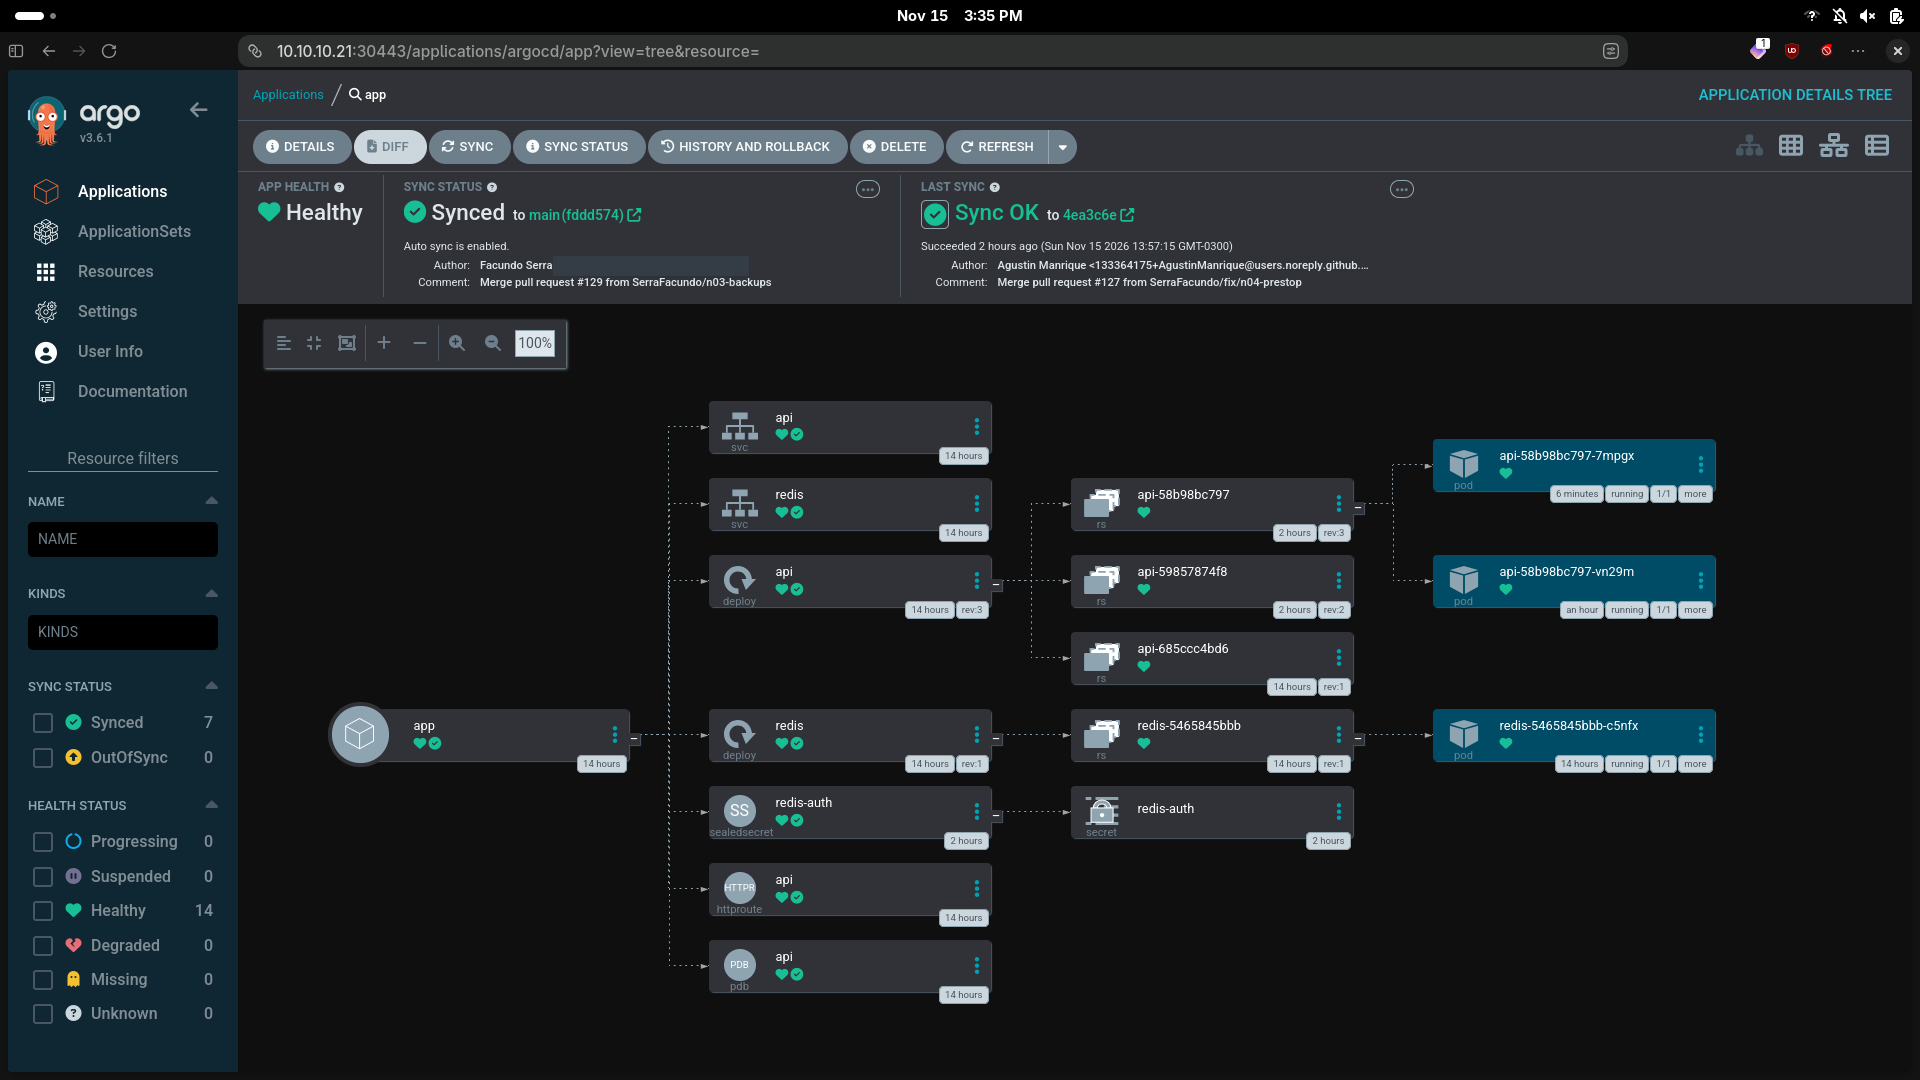 Nov 15 3:35 PM
10.10.10.21:30443/applications/argocd/app?view=tree&resource=
1
argo
v3.6.1
Applications
ApplicationSets
Resources
Settings
User Info
Documentation
Resource filters
NAME
NAME
KINDS
KINDS
SYNC STATUS
Synced 7
OutOfSync 0
HEALTH STATUS
Progressing 0
Suspended 0
Healthy 14
Degraded 0
Missing 0
Unknown 0
Applications / app
APPLICATION DETAILS TREE
DETAILS DIFF SYNC SYNC STATUS HISTORY AND ROLLBACK DELETE REFRESH
APP HEALTH
Healthy
SYNC STATUS
Synced to main (fddd574)
Auto sync is enabled.
Author: Facundo Serra
Comment: Merge pull request #129 from SerraFacundo/n03-backups
LAST SYNC
Sync OK to 4ea3c6e
Succeeded 2 hours ago (Sun Nov 15 2026 13:57:15 GMT-0300)
Author: Agustin Manrique <133364175+AgustinManrique@users.noreply.github....
Comment: Merge pull request #127 from SerraFacundo/fix/n04-prestop
100%
app
14 hours
api
svc
14 hours
redis
svc
14 hours
api
deploy
14 hours rev:3
redis
deploy
14 hours rev:1
SS
redis-auth
sealedsecret
2 hours
HTTPR
api
httproute
14 hours
PDB
api
pdb
14 hours
api-58b98bc797
rs
2 hours rev:3
api-59857874f8
rs
2 hours rev:2
api-685ccc4bd6
rs
14 hours rev:1
redis-5465845bbb
rs
14 hours rev:1
redis-auth
secret
2 hours
api-58b98bc797-7mpgx
pod
6 minutes running 1/1 more
api-58b98bc797-vn29m
pod
an hour running 1/1 more
redis-5465845bbb-c5nfx
pod
14 hours running 1/1 more